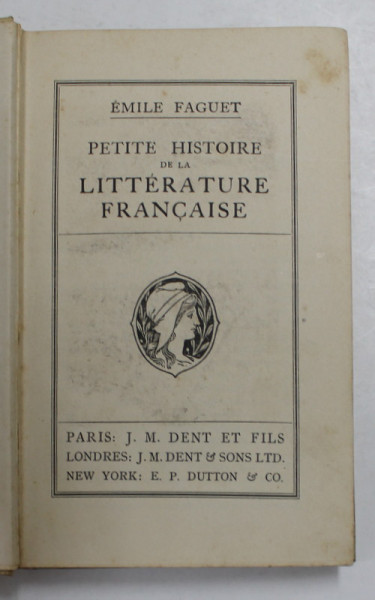 ÉMILE FAGUET
PETITE HISTOIRE
DE LA
LITTÉRATURE
FRANÇAISE
PARIS: J. M. DENT ET FILS
LONDRES: J. M. DENT & SONS LTD.
NEW YORK: E. P. DUTTON & CO.